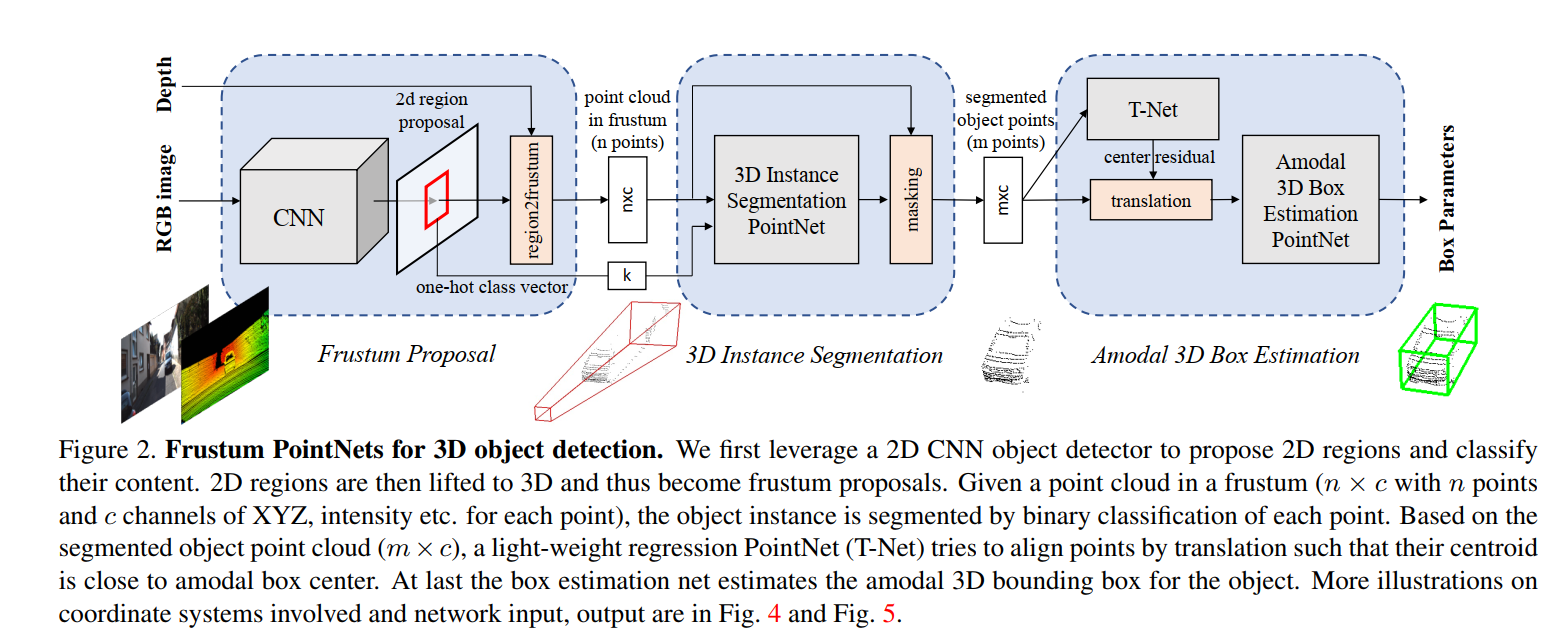 Depth
RGB image
CNN
2d region
proposal
region2frustum
one-hot class vector
point cloud
in frustum
(n points)
nxc
k
3D Instance
Segmentation
PointNet
masking
segmented
object points
(m points)
mxc
T-Net
center residual
translation
Amodal
3D Box
Estimation
PointNet
Box Parameters
Frustum Proposal
3D Instance Segmentation
Amodal 3D Box Estimation
Figure 2. Frustum PointNets for 3D object detection. We first leverage a 2D CNN object detector to propose 2D regions and classify
their content. 2D regions are then lifted to 3D and thus become frustum proposals. Given a point cloud in a frustum (n × c with n points
and c channels of XYZ, intensity etc. for each point), the object instance is segmented by binary classification of each point. Based on the
segmented object point cloud (m × c), a light-weight regression PointNet (T-Net) tries to align points by translation such that their centroid
is close to amodal box center. At last the box estimation net estimates the amodal 3D bounding box for the object. More illustrations on
coordinate systems involved and network input, output are in Fig. 4 and Fig. 5.